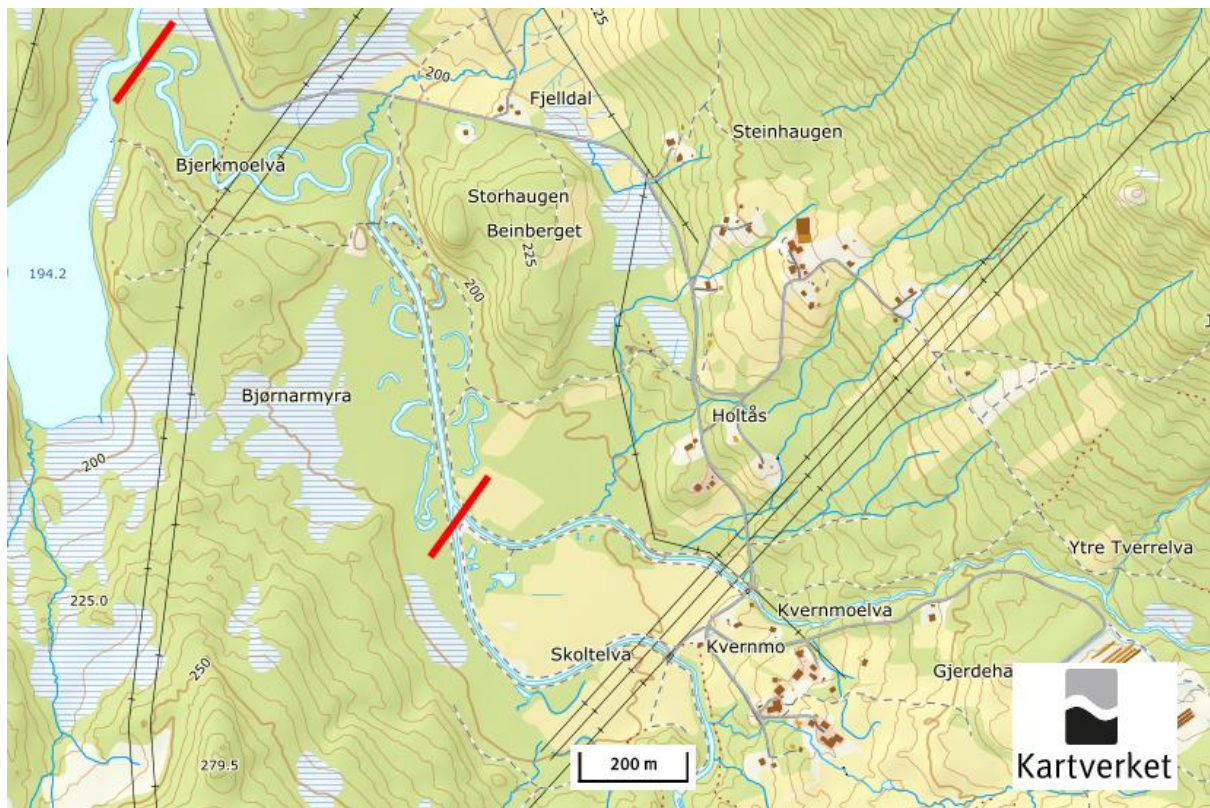 225
200
Fjelldal
Steinhaugen
Bjerkmoelva
Storhaugen
Beinberget
225
194.2
200
Bjørnarmyra
Holtås
200
Ytre Tverrelva
225.0
Kvernmoelva
Kvernmo
Skoltelva
250
Gjerdeha
279.5
200 m
Kartverket